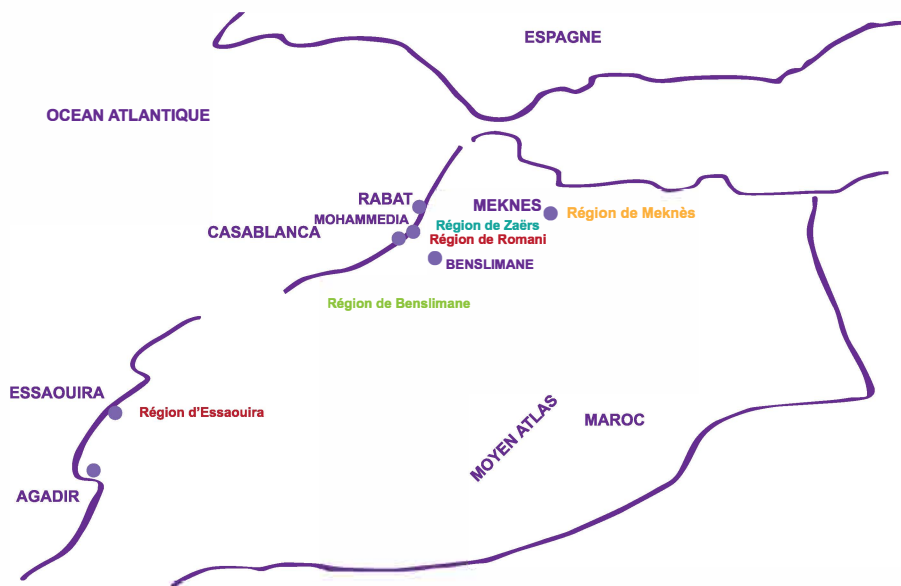 ESPAGNE
OCEAN ATLANTIQUE
RABAT
MEKNES
Région de Meknès
MOHAMMEDIA
Région de Zaërs
CASABLANCA
Région de Romani
BENSLIMANE
Région de Benslimane
ESSAOUIRA
Région d'Essaouira
MOYEN ATLAS
MAROC
AGADIR